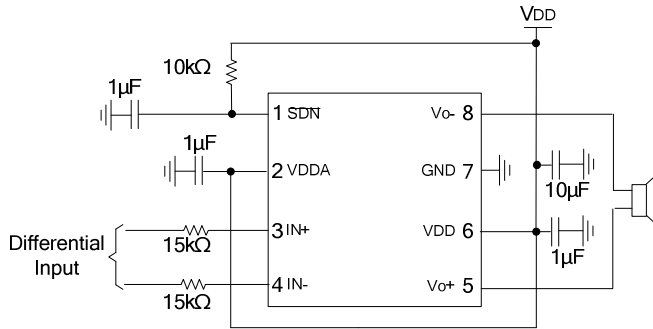 VDD
10kΩ
1μF
1 SDN
Vo- 8
1μF
2 VDDA
GND 7
10μF
3 IN+
VDD 6
15kΩ
1μF
Differential
Input
4 IN-
Vo+ 5
15kΩ